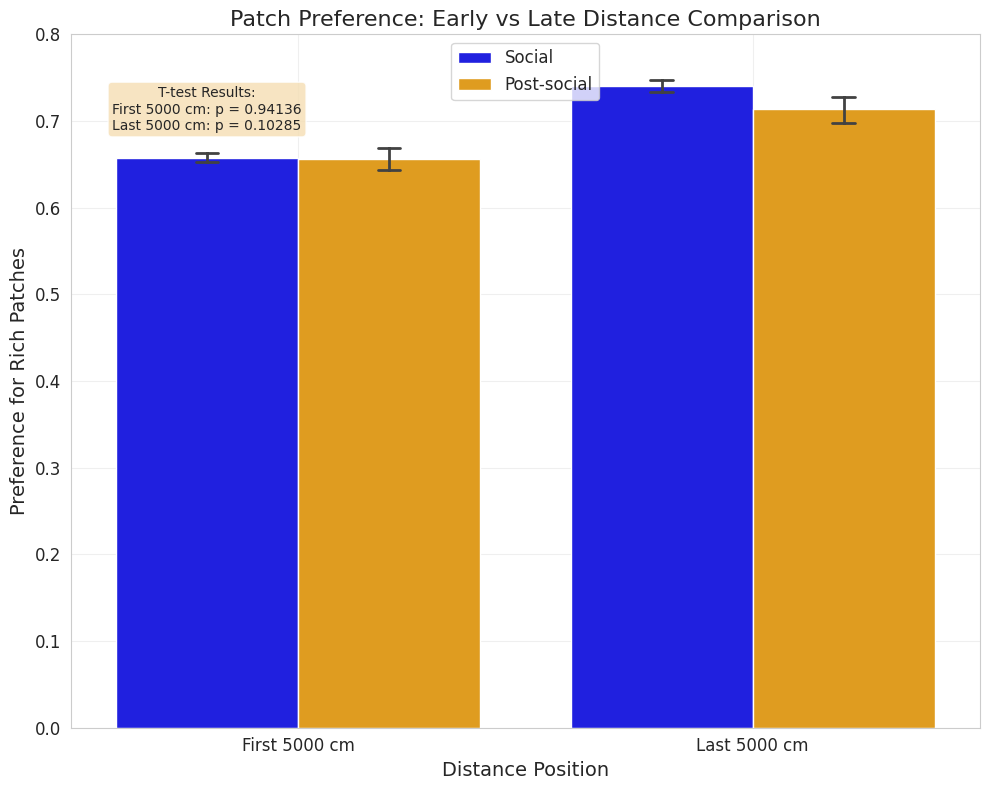 Patch Preference: Early vs Late Distance Comparison
Social
Post-social
T-test Results:
First 5000 cm: p = 0.94136
Last 5000 cm: p = 0.10285
Preference for Rich Patches
0.8
0.7
0.6
0.5
0.4
0.3
0.2
0.1
0.0
First 5000 cm
Last 5000 cm
Distance Position